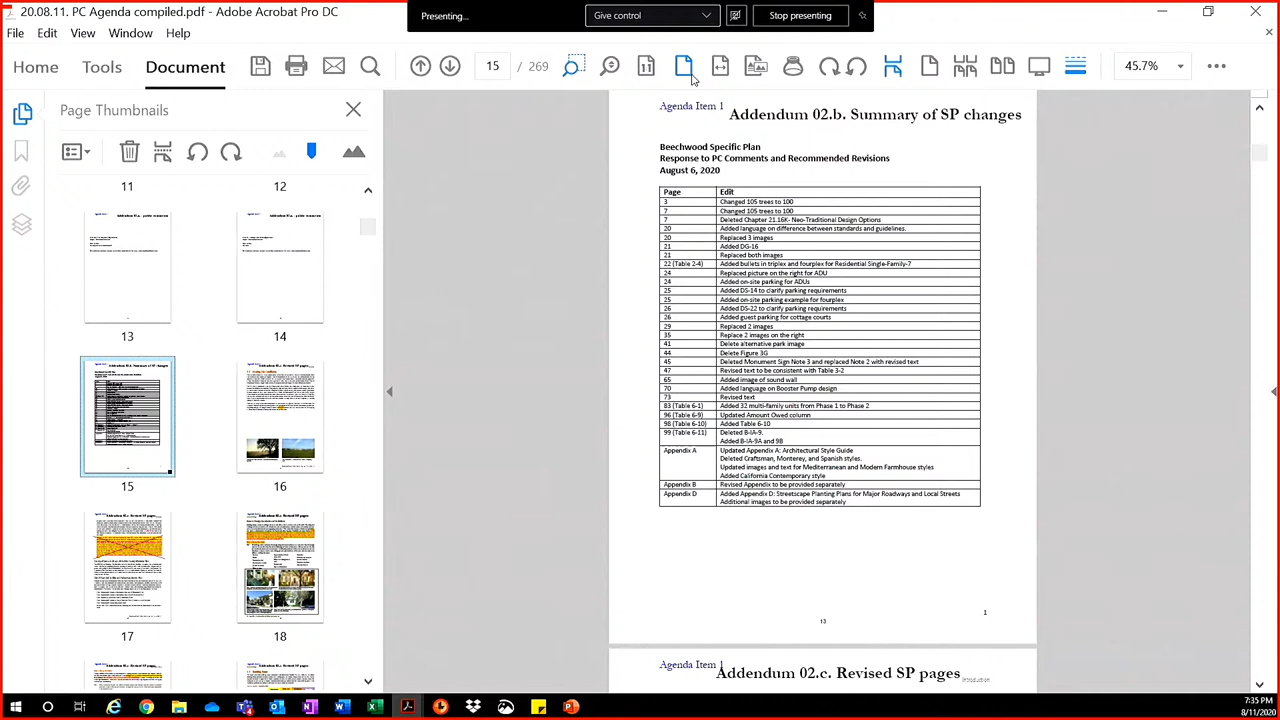 20.08.11. PC Agenda compiled.pdf - Adobe Acrobat Pro DC
Presenting...
Give control
Stop presenting
File Edit View Window Help
Home Tools Document
15 / 269
45.7%
Page Thumbnails
11 12
13 14
15 16
17 18
Agenda Item 1
Addendum 02.b. Summary of SP changes
Beechwood Specific Plan
Response to PC Comments and Recommended Revisions
August 6, 2020
Page Edit
3 Changed 105 trees to 100
7 Changed 105 trees to 100
7 Deleted Chapter 21.16K- Neo-Traditional Design Options
20 Added language on difference between standards and guidelines.
20 Replaced 3 images
21 Added DG-16
21 Replaced both images
22 (Table 2-4) Added bullets in triplex and fourplex for Residential Single-Family-7
24 Replaced picture on the right for ADU
24 Added on-site parking for ADUs
25 Added DS-14 to clarify parking requirements
25 Added on-site parking example for fourplex
26 Added DS-22 to clarify parking requirements
26 Added guest parking for cottage courts
29 Replaced 2 images
35 Replace 2 images on the right
41 Delete alternative park image
44 Delete Figure 3G
45 Deleted Monument Sign Note 3 and replaced Note 2 with revised text
47 Revised text to be consistent with Table 3-2
65 Added image of sound wall
70 Added language on Booster Pump design
73 Revised text
83 (Table 6-1) Added 32 multi-family units from Phase 1 to Phase 2
96 (Table 6-9) Updated Amount Owed column
98 (Table 6-10) Added Table 6-10
99 (Table 6-11) Deleted B-IA-9.
Added B-IA-9A and 9B
Appendix A Updated Appendix A: Architectural Style Guide
Deleted Craftsman, Monterey, and Spanish styles.
Updated images and text for Mediterranean and Modern Farmhouse styles
Added California Contemporary style
Appendix B Revised Appendix to be provided separately
Appendix D Added Appendix D: Streetscape Planting Plans for Major Roadways and Local Streets
Additional images to be provided separately
1
13
Agenda Item 1
Addendum 02.c. Revised SP pages
Introduction
7:35 PM
8/11/2020